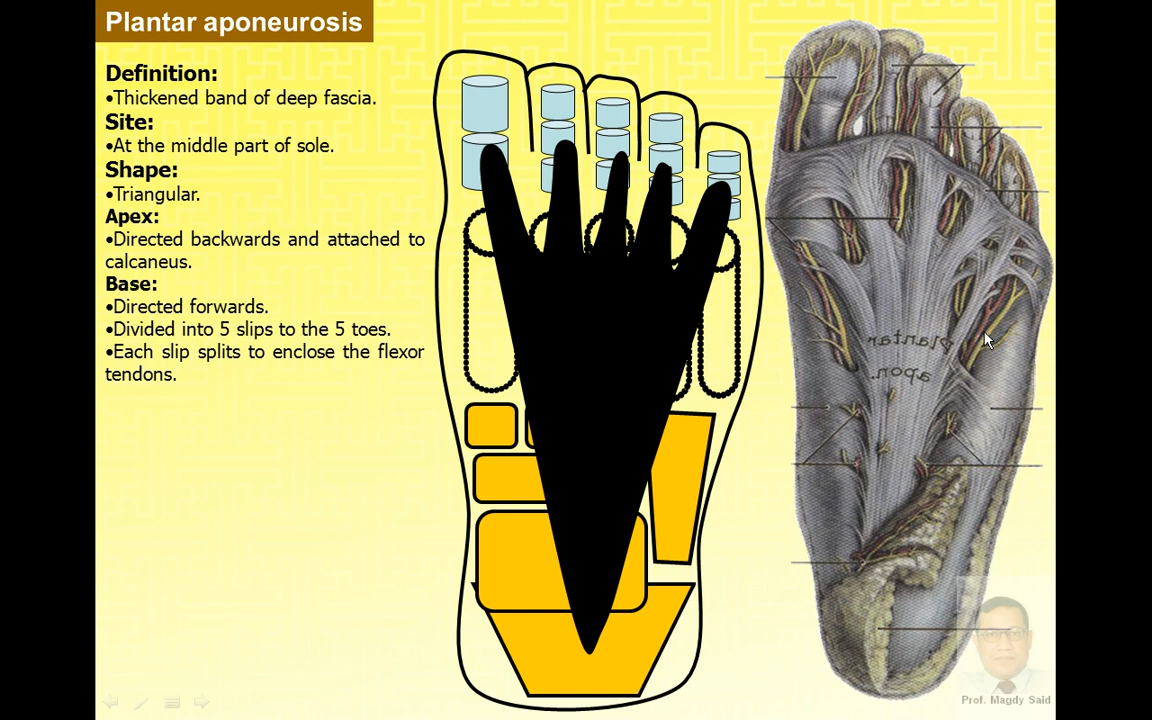 Plantar aponeurosis
Definition:
•Thickened band of deep fascia.
Site:
•At the middle part of sole.
Shape:
•Triangular.
Apex:
•Directed backwards and attached to
calcaneus.
Base:
•Directed forwards.
•Divided into 5 slips to the 5 toes.
•Each slip splits to enclose the flexor
tendons.
Plantar
apon.
Prof. Magdy Said